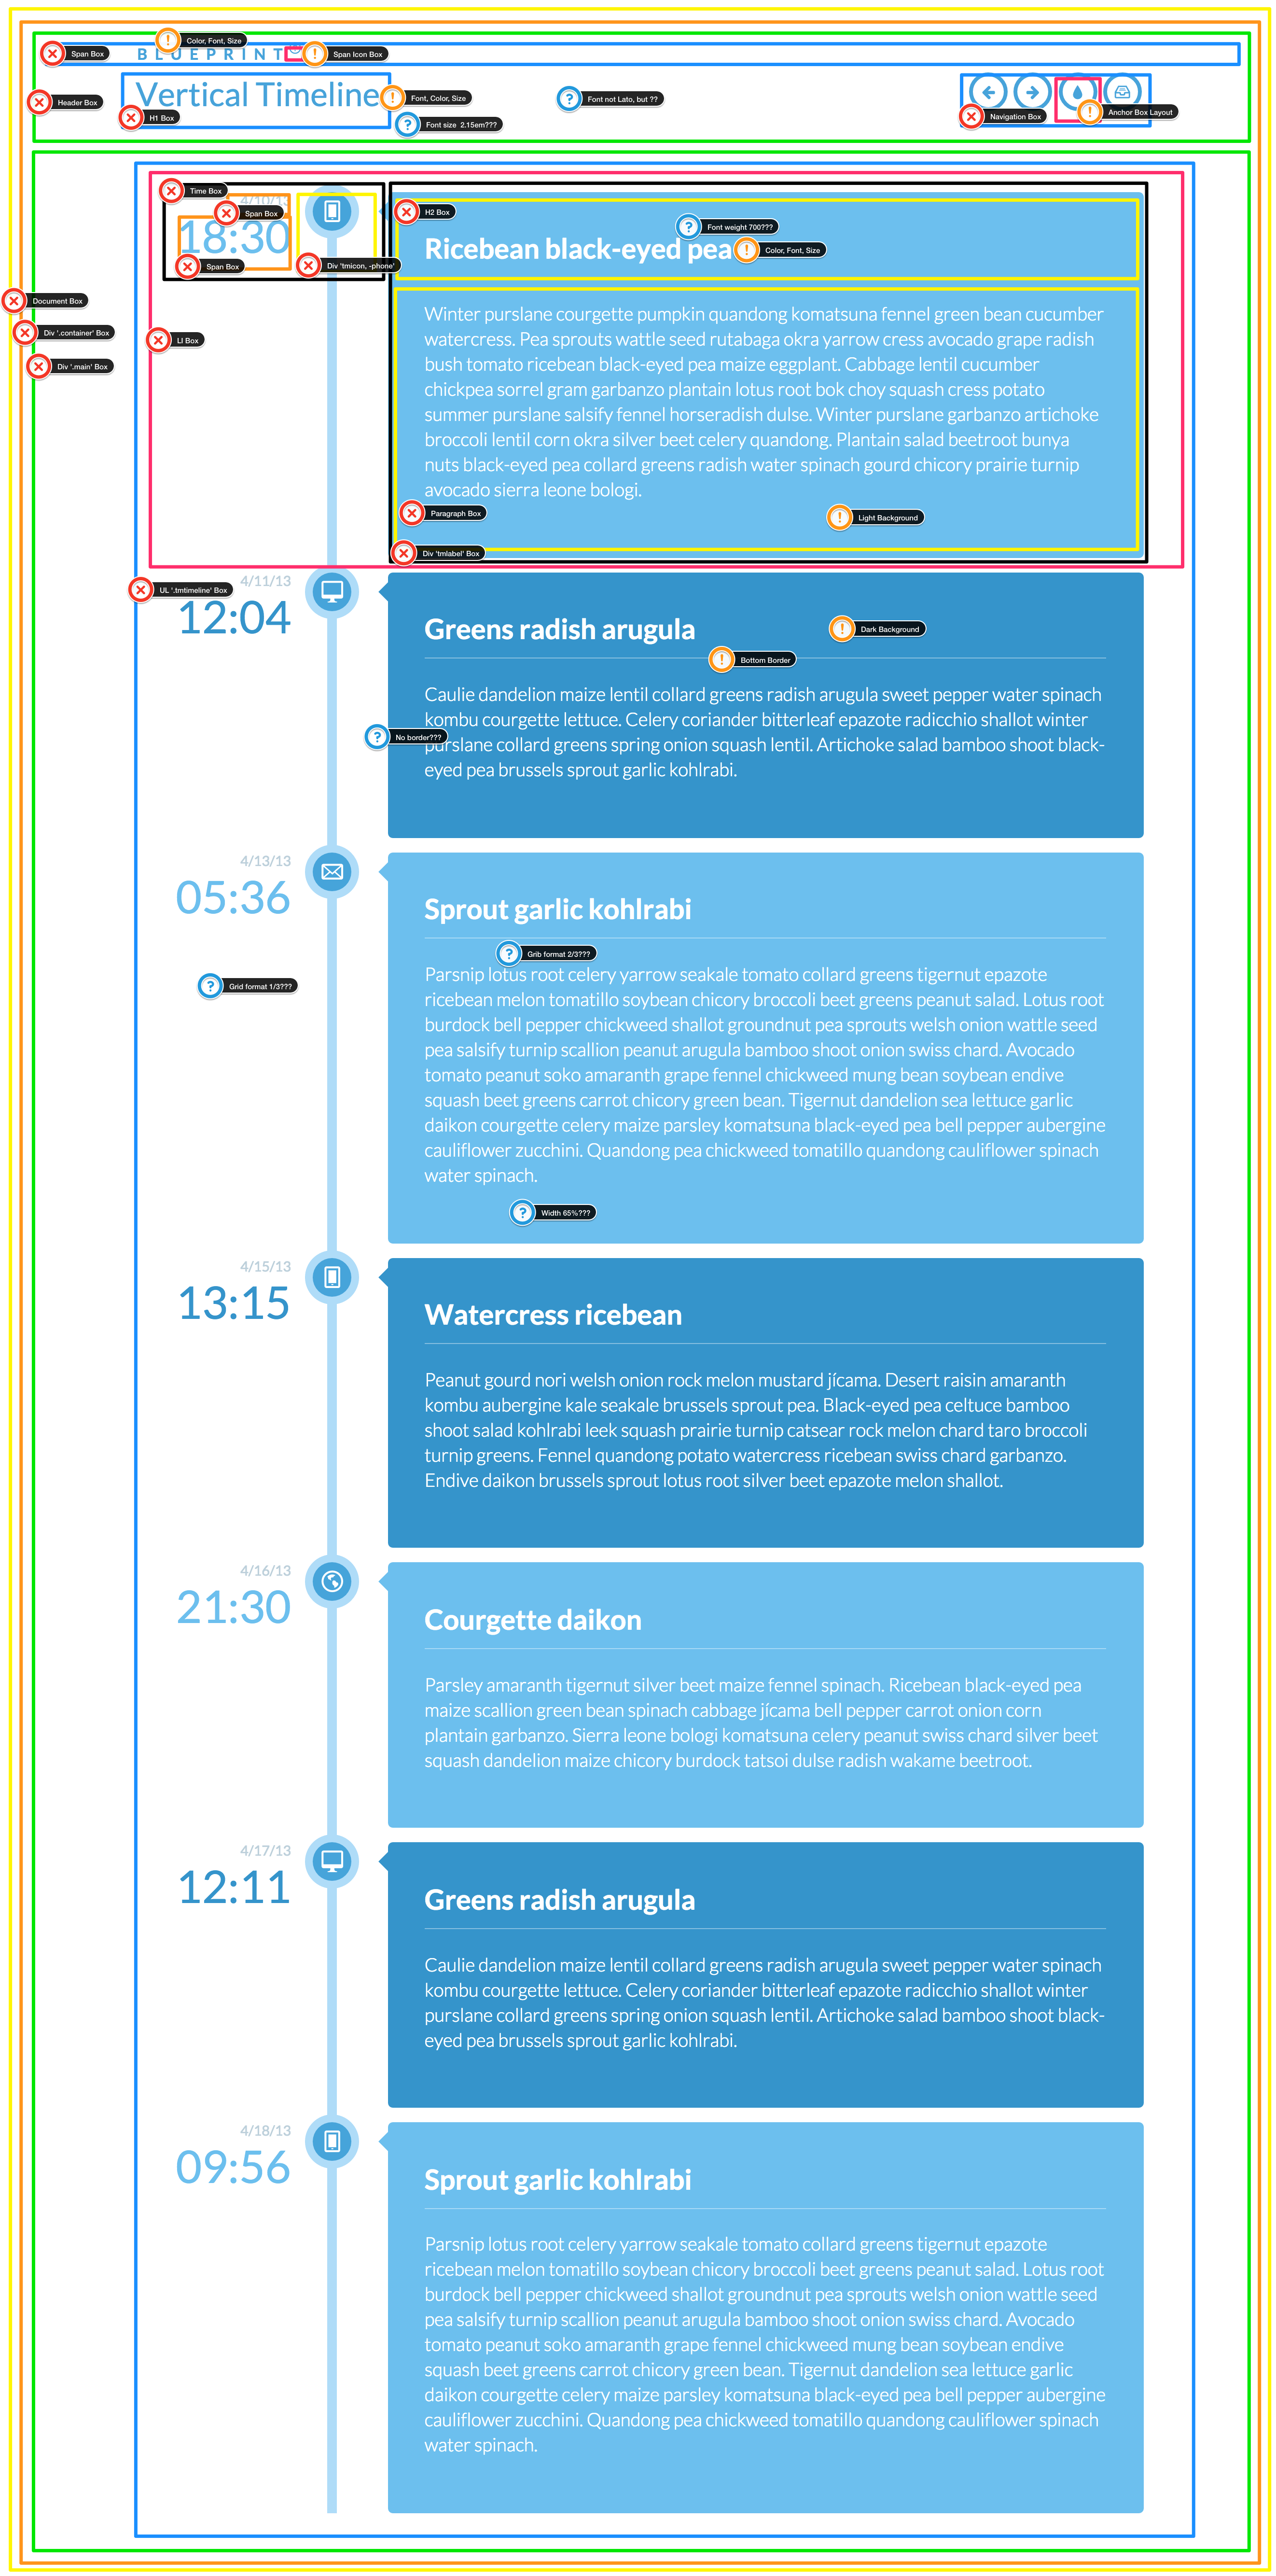 Color, Font, Size
Span Box
BLUEPRINT
Span Icon Box
Header Box
Vertical Timeline
H1 Box
Font, Color, Size
Font size 2.15em???
Font not Lato, but ??
Navigation Box
Anchor Box Layout
Time Box
4/10/13
Span Box
18:30
Span Box
Div 'tmicon, -phone'
H2 Box
Font weight 700???
Ricebean black-eyed pea
Color, Font, Size
Document Box
Div '.container' Box
LI Box
Div '.main' Box
Winter purslane courgette pumpkin quandong komatsuna fennel green bean cucumber
watercress. Pea sprouts wattle seed rutabaga okra yarrow cress avocado grape radish
bush tomato ricebean black-eyed pea maize eggplant. Cabbage lentil cucumber
chickpea sorrel gram garbanzo plantain lotus root bok choy squash cress potato
summer purslane salsify fennel horseradish dulse. Winter purslane garbanzo artichoke
broccoli lentil corn okra silver beet celery quandong. Plantain salad beetroot bunya
nuts black-eyed pea collard greens radish water spinach gourd chicory prairie turnip
avocado sierra leone bologi.
Paragraph Box
Light Background
Div 'tmlabel' Box
UL '.tmtimeline' Box
4/11/13
12:04
Greens radish arugula
Dark Background
Bottom Border
Caulie dandelion maize lentil collard greens radish arugula sweet pepper water spinach
kombu courgette lettuce. Celery coriander bitterleaf epazote radicchio shallot winter
No border???
purslane collard greens spring onion squash lentil. Artichoke salad bamboo shoot black-
eyed pea brussels sprout garlic kohlrabi.
4/13/13
05:36
Grid format 1/3???
Sprout garlic kohlrabi
Grib format 2/3???
Parsnip lotus root celery yarrow seakale tomato collard greens tigernut epazote
ricebean melon tomatillo soybean chicory broccoli beet greens peanut salad. Lotus root
burdock bell pepper chickweed shallot groundnut pea sprouts welsh onion wattle seed
pea salsify turnip scallion peanut arugula bamboo shoot onion swiss chard. Avocado
tomato peanut soko amaranth grape fennel chickweed mung bean soybean endive
squash beet greens carrot chicory green bean. Tigernut dandelion sea lettuce garlic
daikon courgette celery maize parsley komatsuna black-eyed pea bell pepper aubergine
cauliflower zucchini. Quandong pea chickweed tomatillo quandong cauliflower spinach
water spinach.
Width 65%???
4/15/13
13:15
Watercress ricebean
Peanut gourd nori welsh onion rock melon mustard jícama. Desert raisin amaranth
kombu aubergine kale seakale brussels sprout pea. Black-eyed pea celtuce bamboo
shoot salad kohlrabi leek squash prairie turnip catsear rock melon chard taro broccoli
turnip greens. Fennel quandong potato watercress ricebean swiss chard garbanzo.
Endive daikon brussels sprout lotus root silver beet epazote melon shallot.
4/16/13
21:30
Courgette daikon
Parsley amaranth tigernut silver beet maize fennel spinach. Ricebean black-eyed pea
maize scallion green bean spinach cabbage jícama bell pepper carrot onion corn
plantain garbanzo. Sierra leone bologi komatsuna celery peanut swiss chard silver beet
squash dandelion maize chicory burdock tatsoi dulse radish wakame beetroot.
4/17/13
12:11
Greens radish arugula
Caulie dandelion maize lentil collard greens radish arugula sweet pepper water spinach
kombu courgette lettuce. Celery coriander bitterleaf epazote radicchio shallot winter
purslane collard greens spring onion squash lentil. Artichoke salad bamboo shoot black-
eyed pea brussels sprout garlic kohlrabi.
4/18/13
09:56
Sprout garlic kohlrabi
Parsnip lotus root celery yarrow seakale tomato collard greens tigernut epazote
ricebean melon tomatillo soybean chicory broccoli beet greens peanut salad. Lotus root
burdock bell pepper chickweed shallot groundnut pea sprouts welsh onion wattle seed
pea salsify turnip scallion peanut arugula bamboo shoot onion swiss chard. Avocado
tomato peanut soko amaranth grape fennel chickweed mung bean soybean endive
squash beet greens carrot chicory green bean. Tigernut dandelion sea lettuce garlic
daikon courgette celery maize parsley komatsuna black-eyed pea bell pepper aubergine
cauliflower zucchini. Quandong pea chickweed tomatillo quandong cauliflower spinach
water spinach.